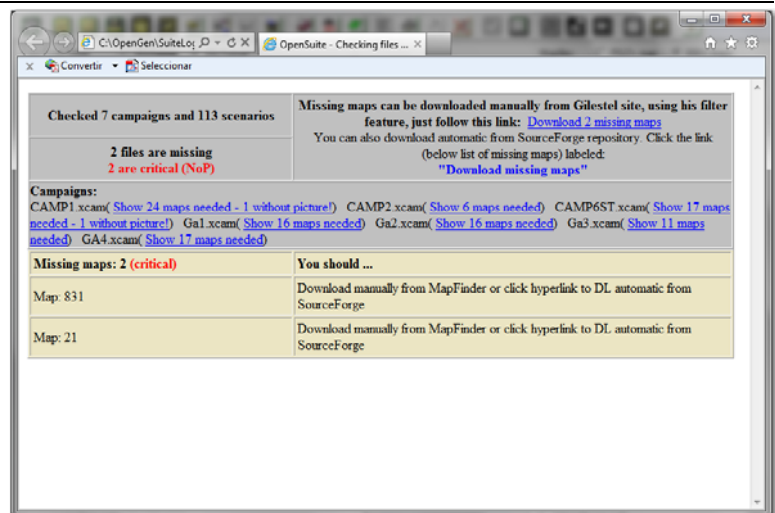 C:\OpenGen\SuiteLog
OpenSuite - Checking files ...
Convertir
Seleccionar
Checked 7 campaigns and 113 scenarios
2 files are missing
2 are critical (NoP)
Missing maps can be downloaded manually from Gilestel site, using his filter
feature, just follow this link: Download 2 missing maps
You can also download automatic from SourceForge repository. Click the link
(below list of missing maps) labeled:
"Download missing maps"
Campaigns:
CAMP1.xcam( Show 24 maps needed - 1 without picture!) CAMP2.xcam( Show 6 maps needed) CAMP6ST.xcam( Show 17 maps
needed - 1 without picture!) Ga1.xcam( Show 16 maps needed) Ga2.xcam( Show 16 maps needed) Ga3.xcam( Show 11 maps
needed) GA4.xcam( Show 17 maps needed)
Missing maps: 2 (critical)
You should ...
Map: 831
Download manually from MapFinder or click hyperlink to DL automatic from
SourceForge
Map: 21
Download manually from MapFinder or click hyperlink to DL automatic from
SourceForge